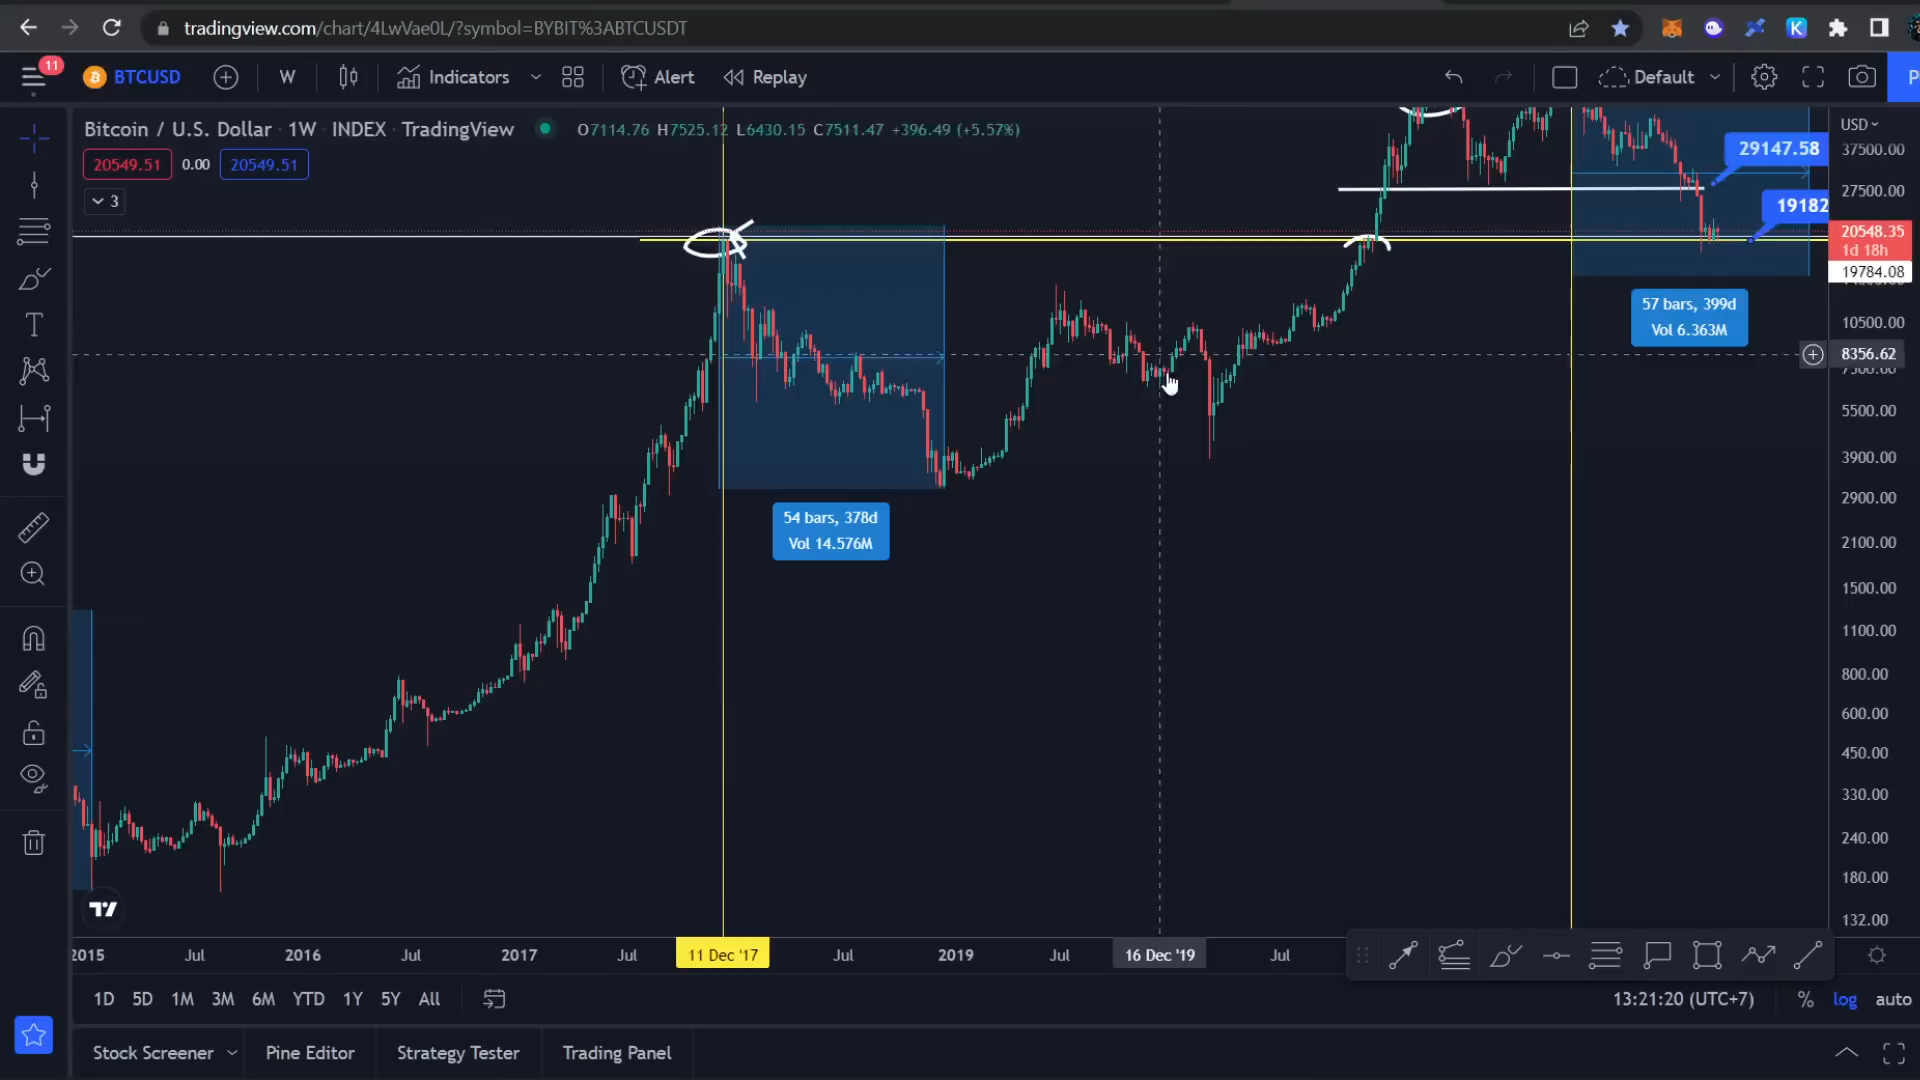 tradingview.com/chart/4LwVae0L/?symbol=BYBIT%3ABTCUSDT
11
BTCUSD
W
Indicators
Alert
Replay
Default
Bitcoin / U.S. Dollar · 1W · INDEX · TradingView
O7114.76 H7525.12 L6430.15 C7511.47 +396.49 (+5.57%)
20549.51 0.00 20549.51
3
USD
37500.00
29147.58
27500.00
19182
20548.35
1d 18h
19784.08
57 bars, 399d
Vol 6.363M
10500.00
8356.62
5500.00
3900.00
54 bars, 378d
Vol 14.576M
2900.00
2100.00
1500.00
1100.00
800.00
600.00
450.00
330.00
240.00
180.00
132.00
2015 Jul 2016 Jul 2017 Jul 11 Dec '17 Jul 2019 Jul 16 Dec '19 Jul
1D 5D 1M 3M 6M YTD 1Y 5Y All
13:21:20 (UTC+7) % log auto
Stock Screener Pine Editor Strategy Tester Trading Panel